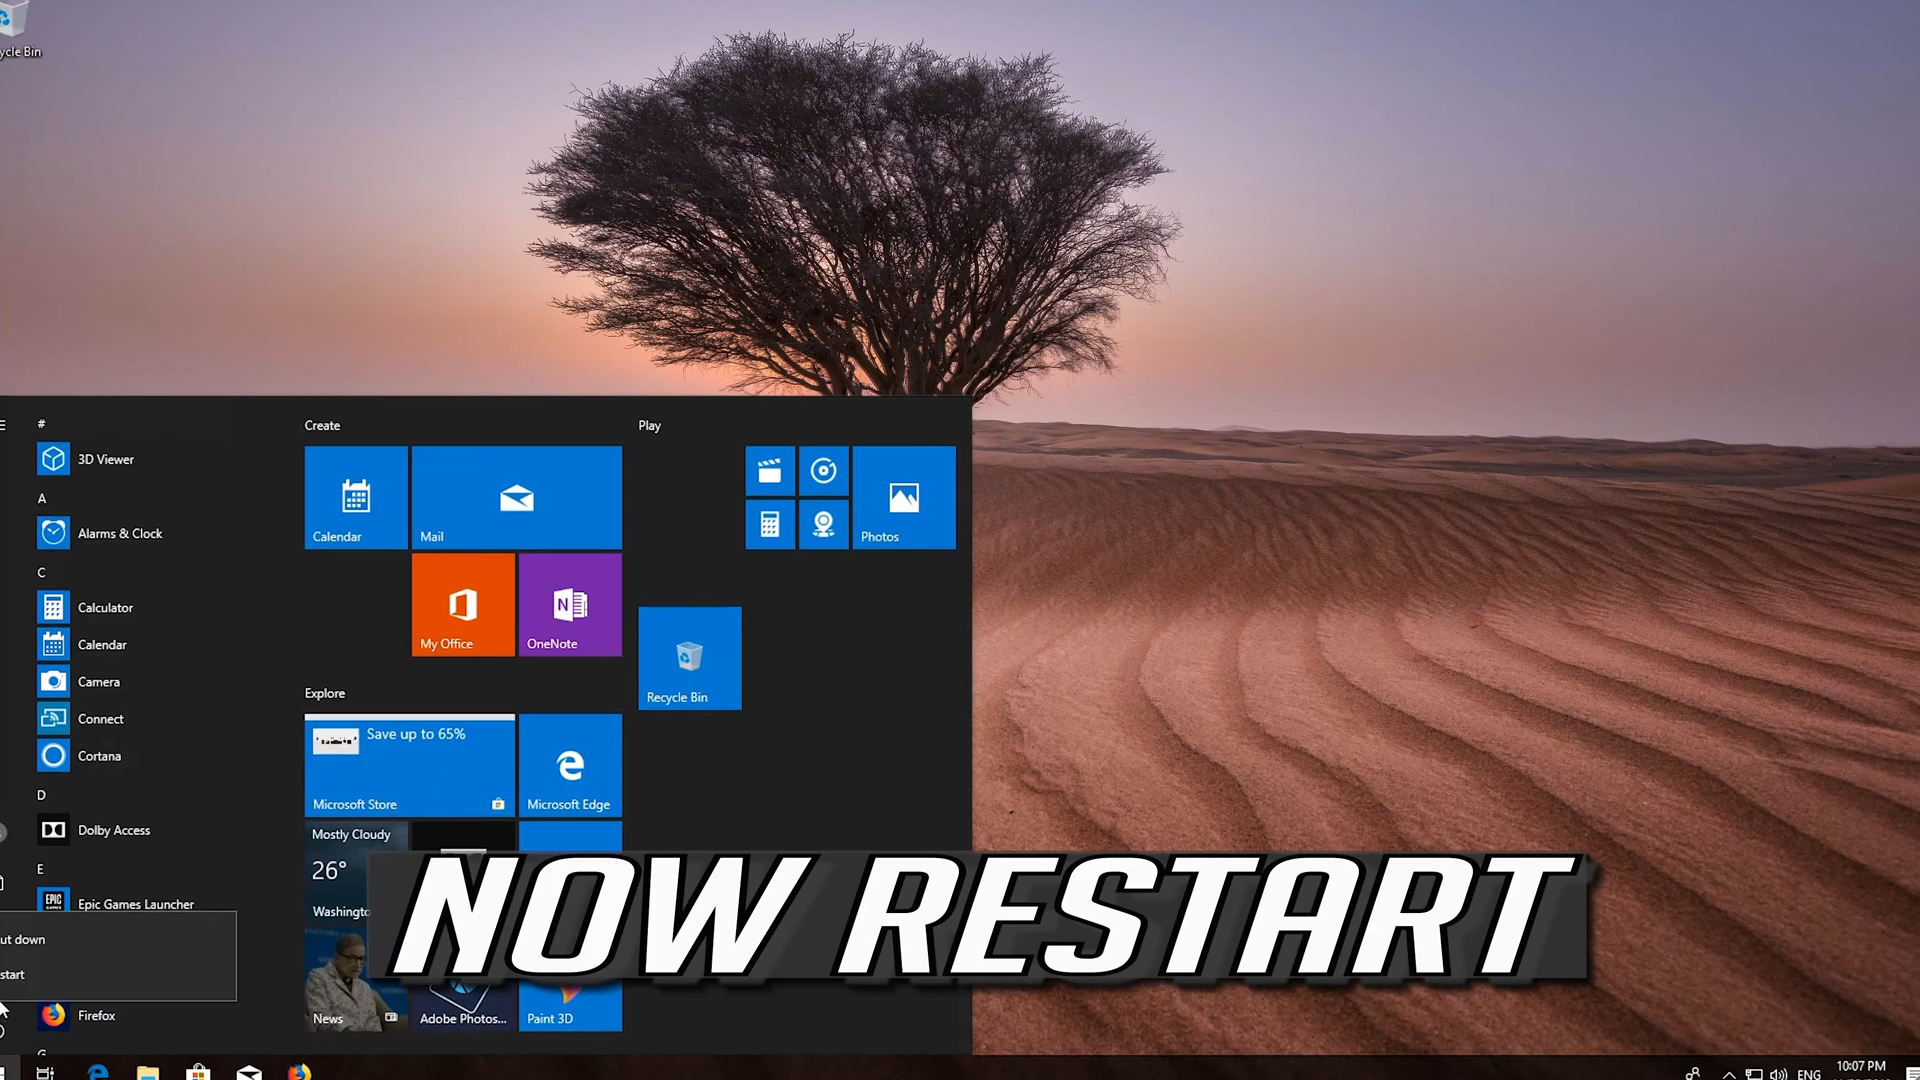 ycle Bin
#
3D Viewer
A
Alarms & Clock
C
Calculator
Calendar
Camera
Connect
Cortana
D
Dolby Access
E
EPIC GAMES
Epic Games Launcher
ut down
start
Firefox
Create
Calendar
Mail
My Office
N
OneNote
Explore
Save up to 65%
Microsoft Store
Microsoft Edge
Mostly Cloudy
26°
Washingto
News
Adobe Photos...
Paint 3D
Play
Photos
Recycle Bin
NOW RESTART
ENG
10:07 PM